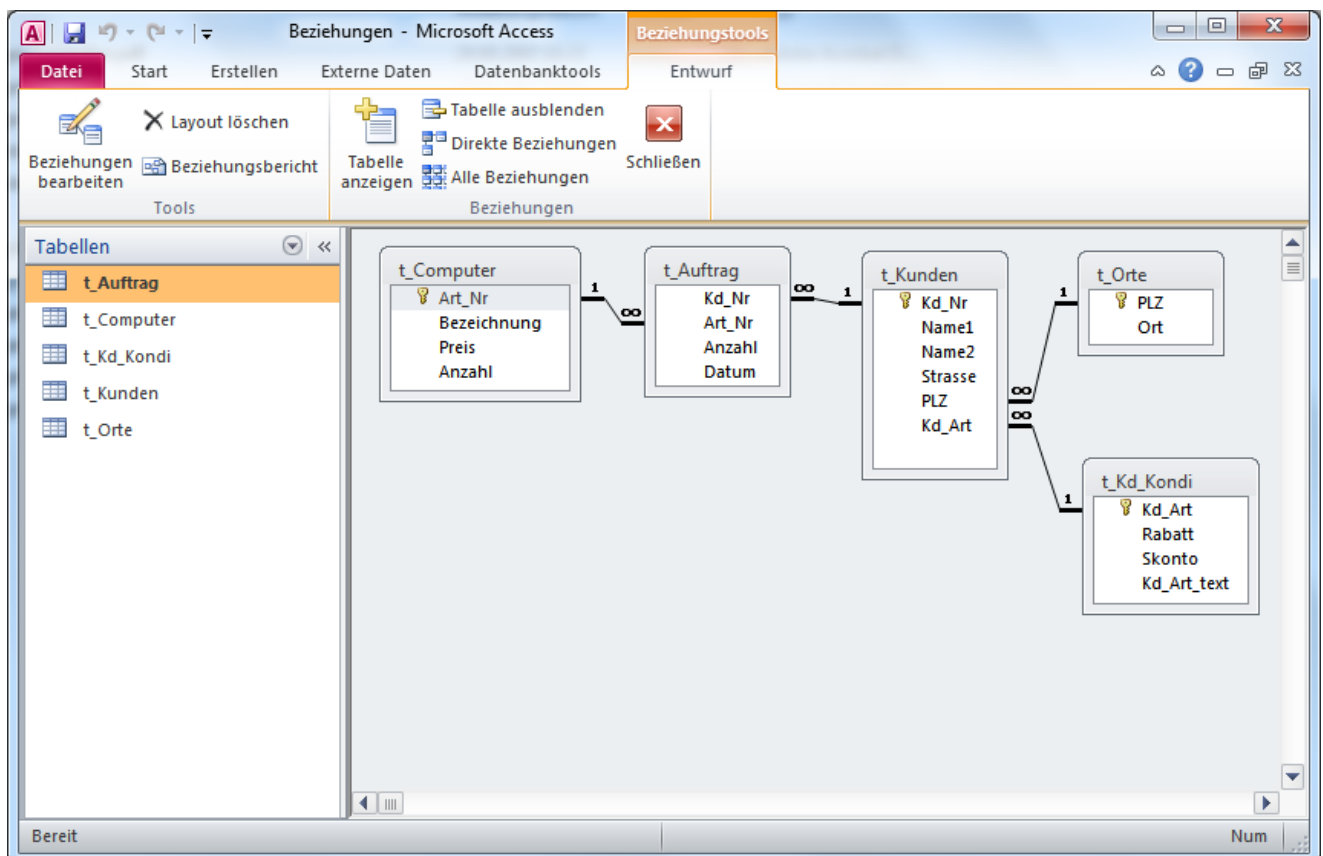 Beziehungen - Microsoft Access
Beziehungstools
Datei Start Erstellen Externe Daten Datenbanktools Entwurf
Beziehungen bearbeiten
Layout löschen
Beziehungsbericht
Tools
Tabelle anzeigen
Tabelle ausblenden
Direkte Beziehungen
Alle Beziehungen
Schließen
Beziehungen
Tabellen
t_Auftrag
t_Computer
t_Kd_Kondi
t_Kunden
t_Orte
t_Computer
Art_Nr
Bezeichnung
Preis
Anzahl
1
∞
t_Auftrag
Kd_Nr
Art_Nr
Anzahl
Datum
∞
1
t_Kunden
Kd_Nr
Name1
Name2
Strasse
PLZ
Kd_Art
∞
1
t_Orte
PLZ
Ort
∞
1
t_Kd_Kondi
Kd_Art
Rabatt
Skonto
Kd_Art_text
Bereit
Num